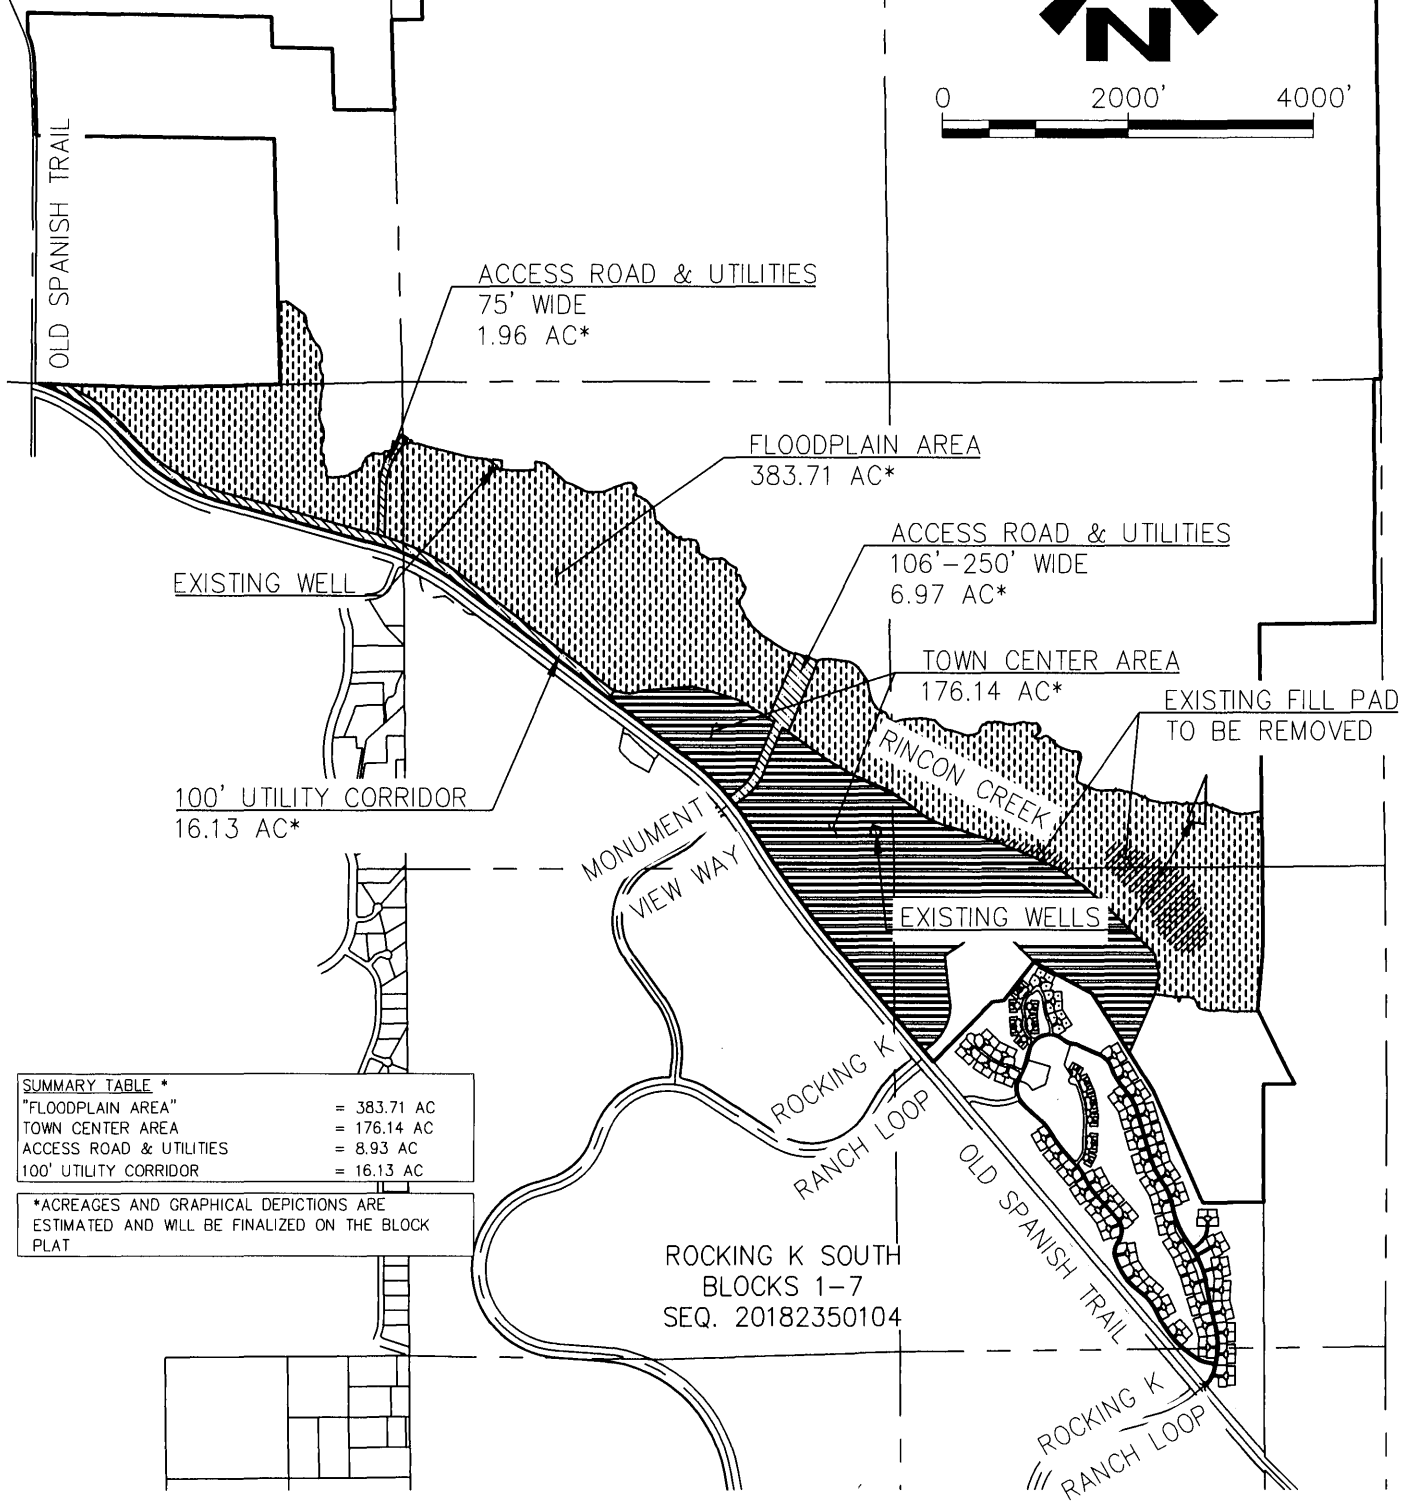 N
0 2000' 4000'
OLD SPANISH TRAIL
ACCESS ROAD & UTILITIES
75' WIDE
1.96 AC*
FLOODPLAIN AREA
383.71 AC*
ACCESS ROAD & UTILITIES
106'-250' WIDE
6.97 AC*
EXISTING WELL
TOWN CENTER AREA
176.14 AC*
EXISTING FILL PAD
TO BE REMOVED
RINCON CREEK
100' UTILITY CORRIDOR
16.13 AC*
MONUMENT
VIEW WAY
EXISTING WELLS
ROCKING K
RANCH LOOP
OLD SPANISH TRAIL
SUMMARY TABLE *
"FLOODPLAIN AREA" = 383.71 AC
TOWN CENTER AREA = 176.14 AC
ACCESS ROAD & UTILITIES = 8.93 AC
100' UTILITY CORRIDOR = 16.13 AC
*ACREAGES AND GRAPHICAL DEPICTIONS ARE
ESTIMATED AND WILL BE FINALIZED ON THE BLOCK
PLAT
ROCKING K SOUTH
BLOCKS 1-7
SEQ. 20182350104
ROCKING K
RANCH LOOP